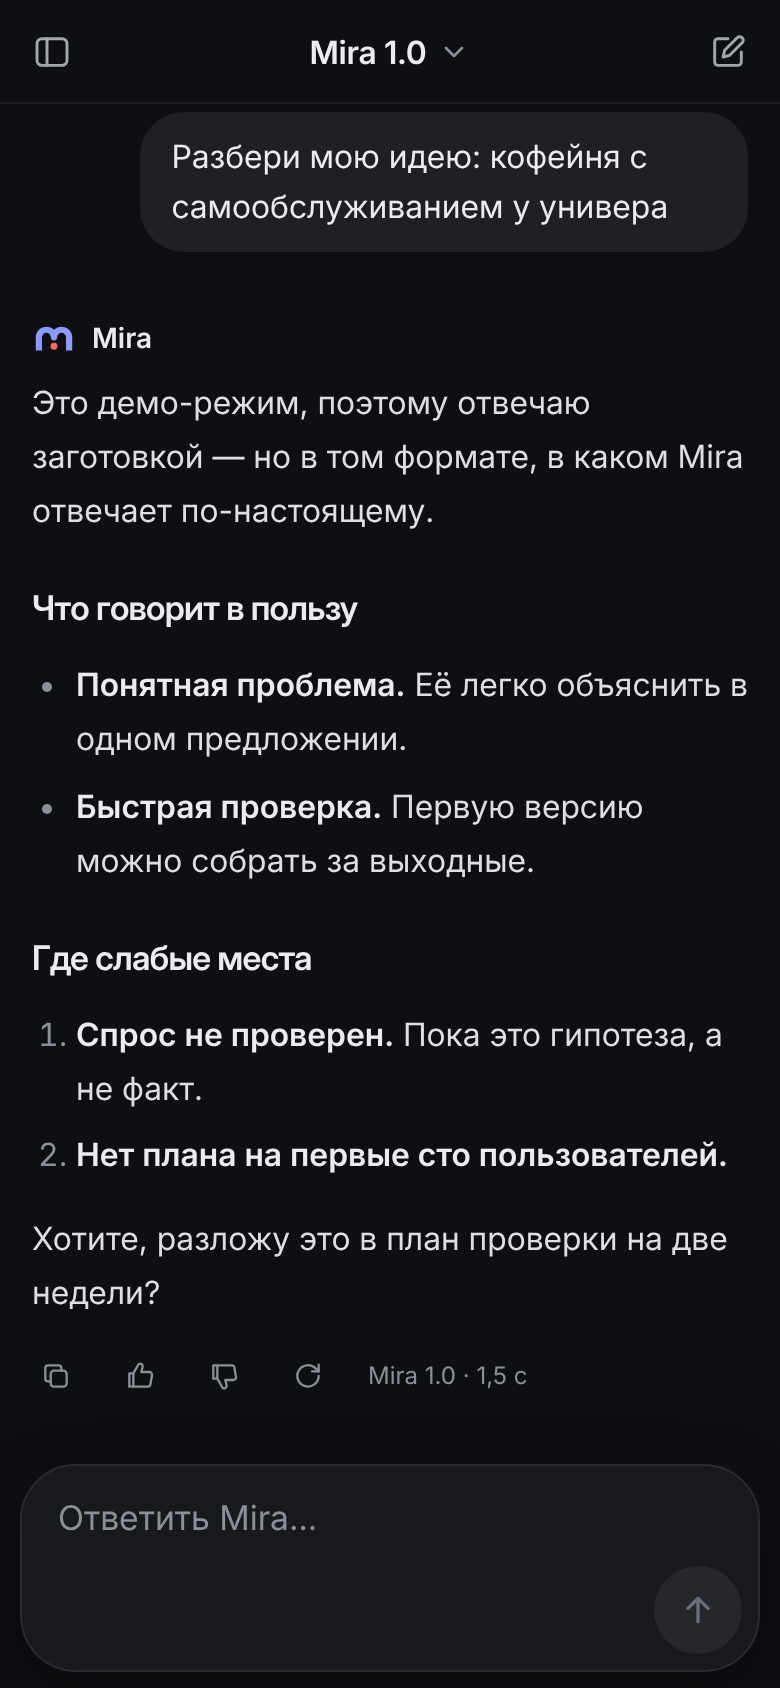 Mira 1.0
Разбери мою идею: кофейня с
самообслуживанием у универа
Mira
Это демо-режим, поэтому отвечаю
заготовкой — но в том формате, в каком Mira
отвечает по-настоящему.
Что говорит в пользу
• Понятная проблема. Её легко объяснить в
одном предложении.
• Быстрая проверка. Первую версию
можно собрать за выходные.
Где слабые места
1. Спрос не проверен. Пока это гипотеза, а
не факт.
2. Нет плана на первые сто пользователей.
Хотите, разложу это в план проверки на две
недели?
Mira 1.0 · 1,5 с
Ответить Mira...